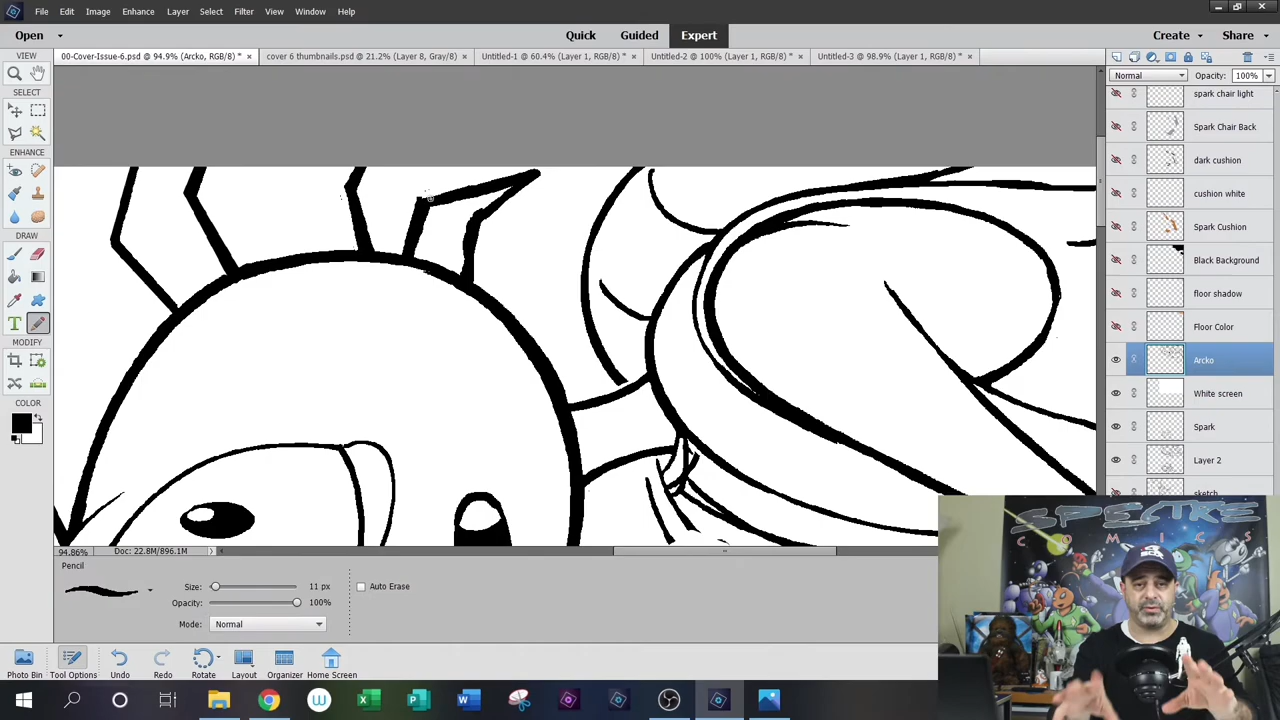 File Edit Image Enhance Layer Select Filter View Window Help
Open Quick Guided Expert Create Share
VIEW
00-Cover-Issue-6.psd @ 94.9% (Arcko, RGB/8) * × cover 6 thumbnails.psd @ 21.2% (Layer 8, Gray/8) × Untitled-1 @ 60.4% (Layer 1, RGB/8) * × Untitled-2 @ 100% (Layer 1, RGB/8) * × Untitled-3 @ 98.9% (Layer 1, RGB/8) * ×
Normal Opacity: 100%
SELECT
ENHANCE
DRAW
T
MODIFY
COLOR
spark chair light
Spark Chair Back
dark cushion
cushion white
Spark Cushion
Black Background
floor shadow
Floor Color
Arcko
White screen
Spark
Layer 2
sketch
94.86% Doc: 22.8M/896.1M
Pencil
Size: 11 px
Auto Erase
Opacity: 100%
Mode: Normal
Photo Bin Tool Options Undo Redo Rotate Layout Organizer Home Screen
SPECTRE
COMICS